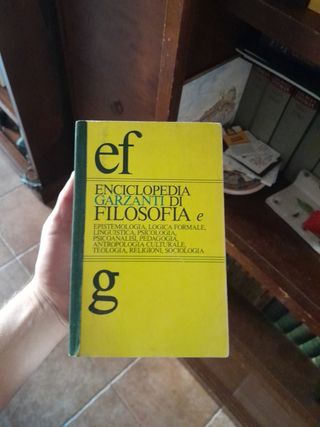 ef
ENCICLOPEDIA
GARZANTI DI
FILOSOFIA e
EPISTEMOLOGIA, LOGICA FORMALE,
LINGUISTICA, PSICOLOGIA,
PSICOANALISI, PEDAGOGIA,
ANTROPOLOGIA CULTURALE,
TEOLOGIA, RELIGIONI, SOCIOLOGIA
g